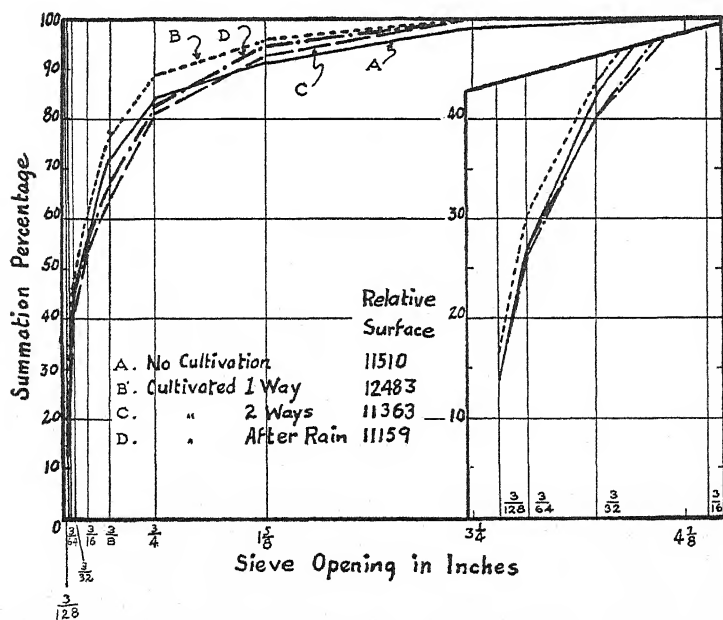 100
90
80
70
60
50
40
30
20
10
0
Summation Percentage
B
D
A
C
40
30
20
10
Relative
Surface
A. No Cultivation 11510
B. Cultivated 1 Way 12483
C. " 2 Ways 11363
D. " After Rain 11159
3/128
3/64
3/32
3/16
3/64
3/16
3/8
3/4
1 5/8
3 1/4
4 1/8
3/32
3/128
Sieve Opening in Inches